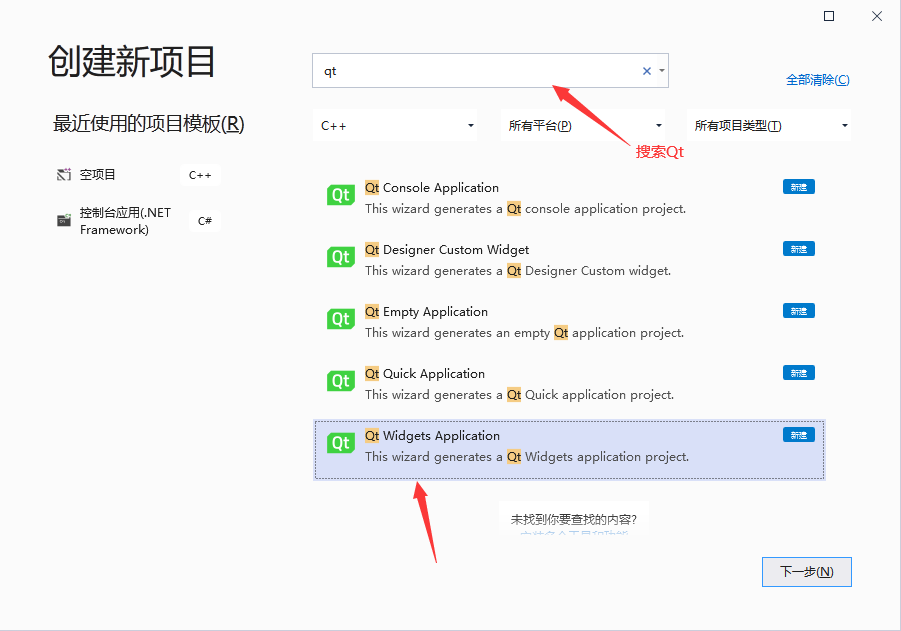 创建新项目
最近使用的项目模板(R)
空项目
C++
控制台应用(.NET
Framework)
C#
qt
全部清除(C)
C++
所有平台(P)
所有项目类型(T)
搜索Qt
Qt
Qt Console Application
新建
This wizard generates a Qt console application project.
Qt
Qt Designer Custom Widget
新建
This wizard generates a Qt Designer Custom widget.
Qt
Qt Empty Application
新建
This wizard generates an empty Qt application project.
Qt
Qt Quick Application
新建
This wizard generates a Qt Quick application project.
Qt
Qt Widgets Application
新建
This wizard generates a Qt Widgets application project.
未找到你要查找的内容?
下一步(N)